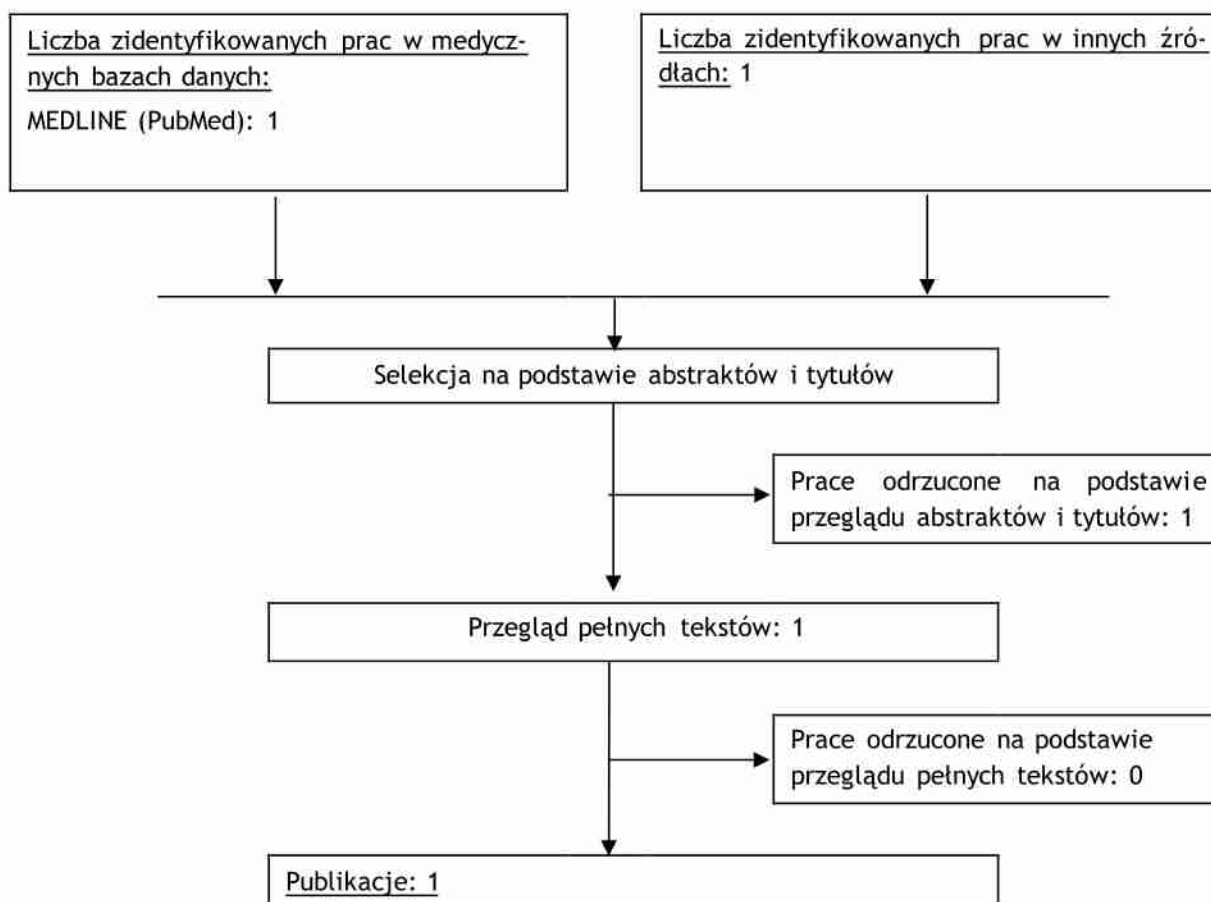 Liczba zidentyfikowanych prac w medycz-
nych bazach danych:
MEDLINE (PubMed): 1
Liczba zidentyfikowanych prac w innych źró-
dłach: 1
Selekcja na podstawie abstraktów i tytułów
Prace odrzucone na podstawie
przeglądu abstraktów i tytułów: 1
Przegląd pełnych tekstów: 1
Prace odrzucone na podstawie
przeglądu pełnych tekstów: 0
Publikacje: 1